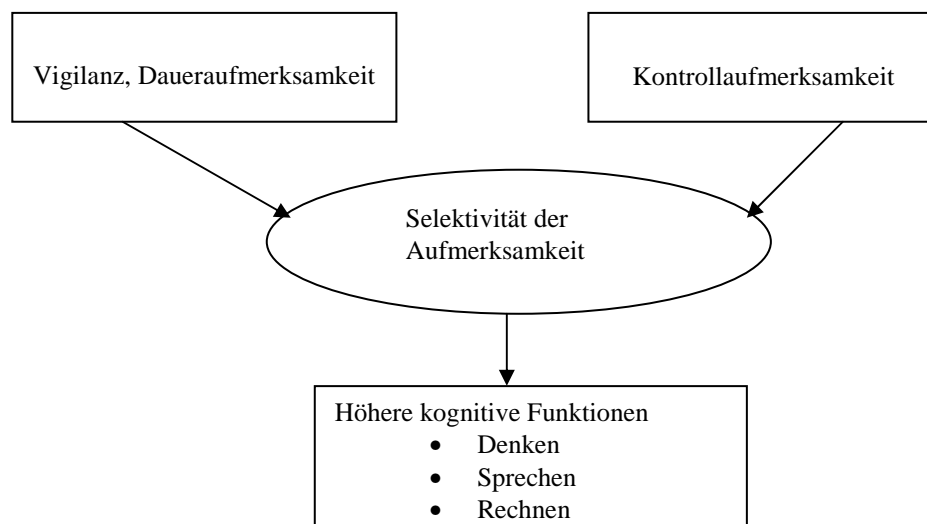 Vigilanz, Daueraufmerksamkeit
Kontrollaufmerksamkeit
Selektivität der
Aufmerksamkeit
Höhere kognitive Funktionen
• Denken
• Sprechen
• Rechnen